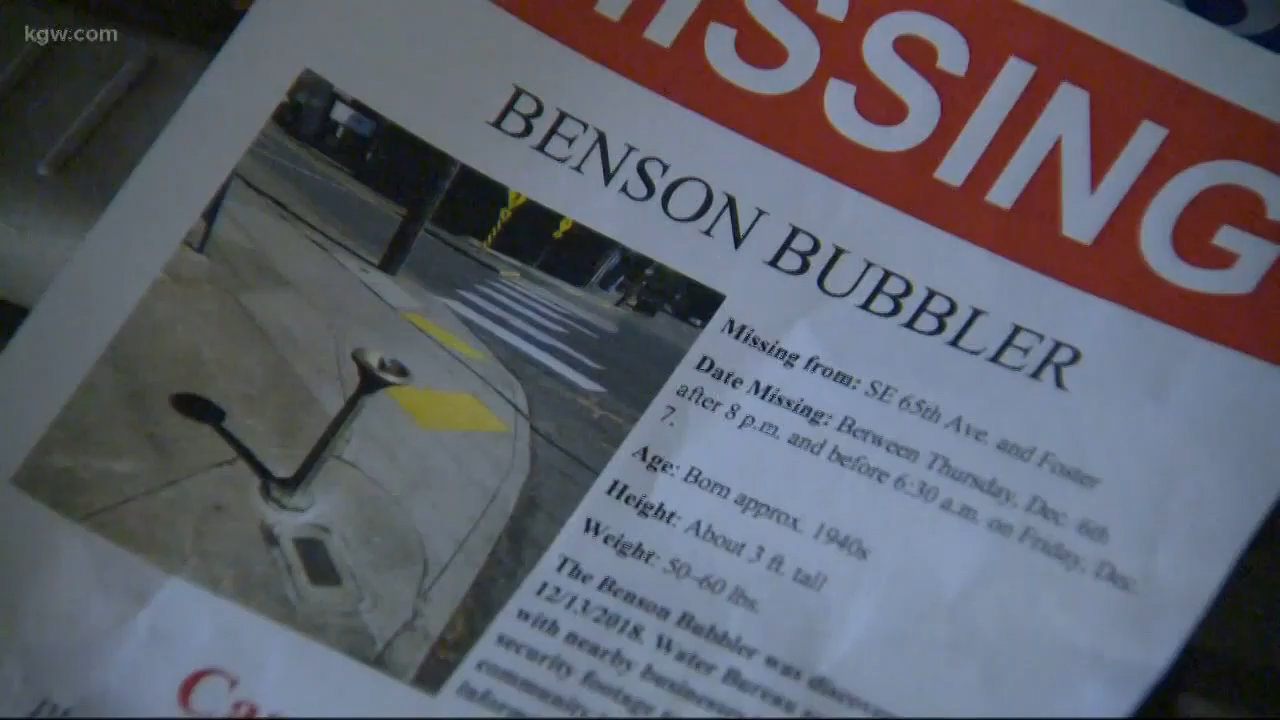 kgw.com
MISSING
BENSON BUBBLER
Missing from: SE 65th Ave. and Foster
Date Missing: Between Thursday, Dec. 6th
after 8 p.m. and before 6:30 a.m. on Friday, Dec.
7.
Age: Born approx. 1940s
Height: About 3 ft. tall
Weight: 50-60 lbs.
The Benson Bubbler was
12/13/2018. Water Bureau
with nearby
security footage
community